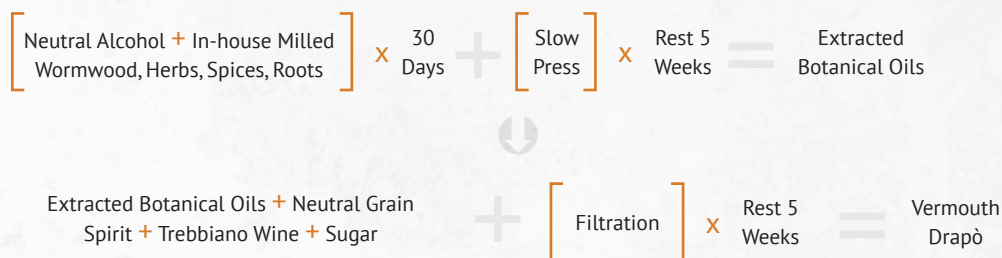 Neutral Alcohol + In-house Milled
Wormwood, Herbs, Spices, Roots
x
30
Days
+
Slow
Press
x
Rest 5
Weeks
=
Extracted
Botanical Oils
Extracted Botanical Oils + Neutral Grain
Spirit + Trebbiano Wine + Sugar
+
Filtration
x
Rest 5
Weeks
=
Vermouth
Drapò